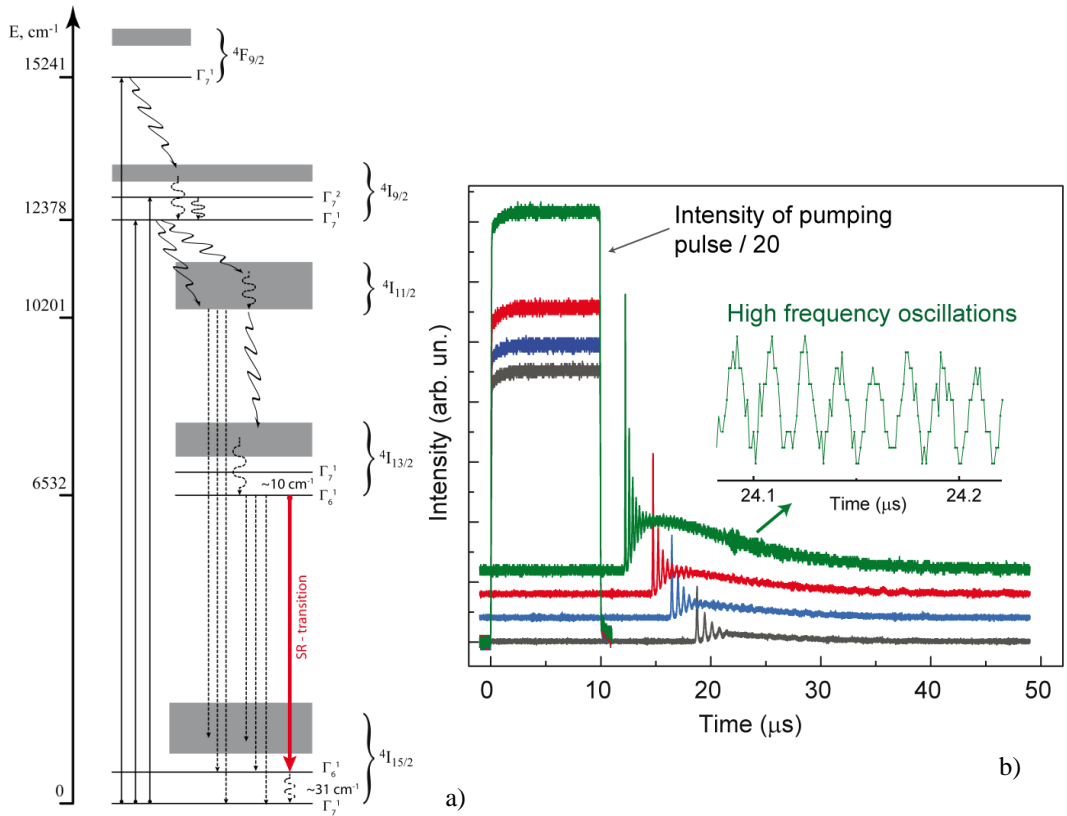 E, cm⁻¹
⁴F₉/₂
15241
Γ₇¹
⁴I₉/₂
Γ₇²
12378
Γ₇¹
⁴I₁₁/₂
10201
⁴I₁₃/₂
Γ₇¹
~10 cm⁻¹
6532
Γ₆¹
SR - transition
⁴I₁₅/₂
Γ₆¹
~31 cm⁻¹
0
Γ₇¹
a)
Intensity (arb. un.)
Intensity of pumping
pulse / 20
High frequency oscillations
24.1
24.2
Time (μs)
0
10
20
30
40
50
Time (μs)
b)